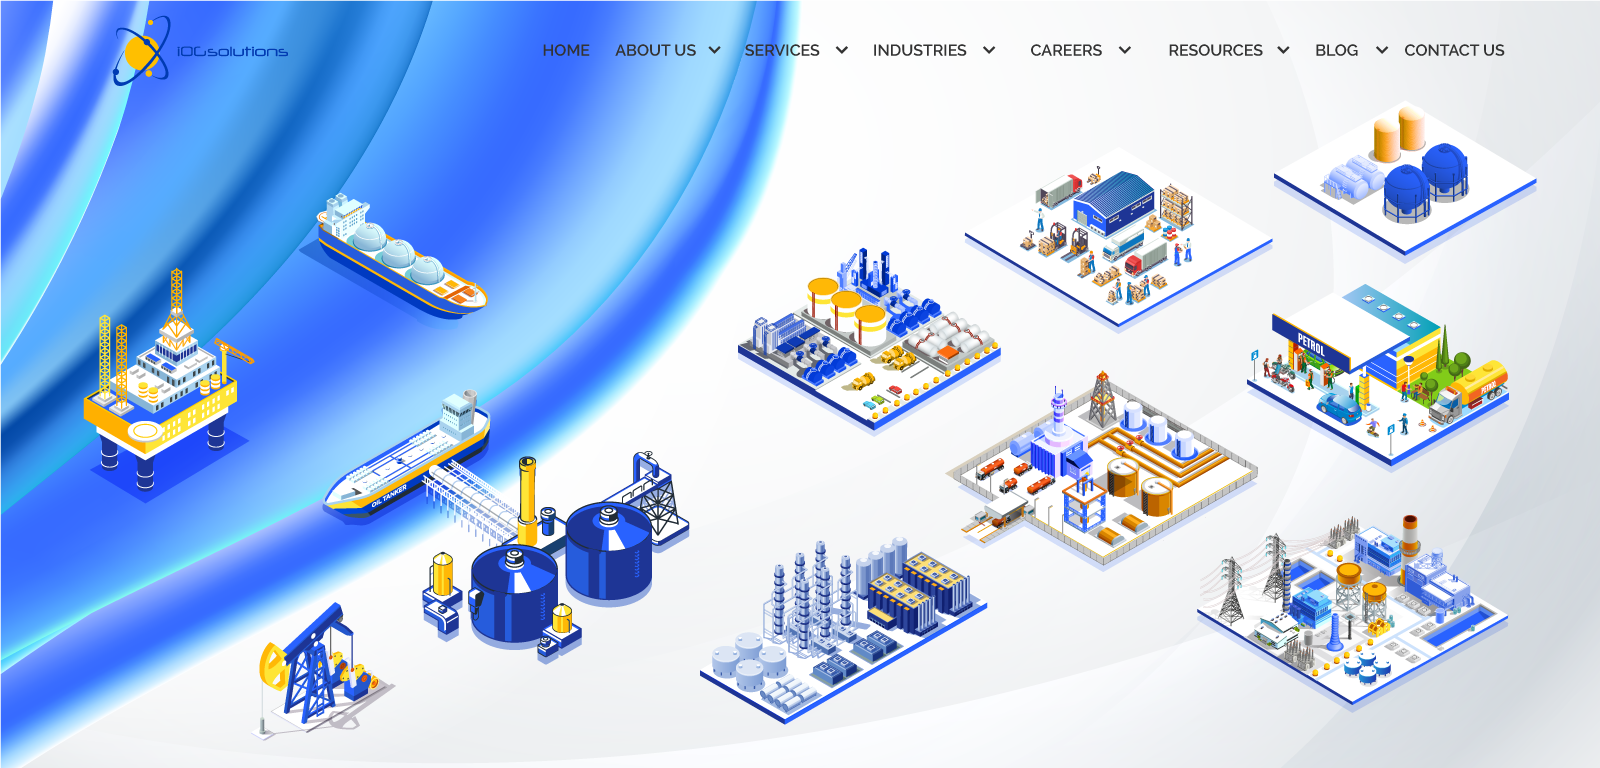 iOGsolutions
HOME ABOUT US SERVICES INDUSTRIES CAREERS RESOURCES BLOG CONTACT US
PETROL
PETROL
OIL TANKER